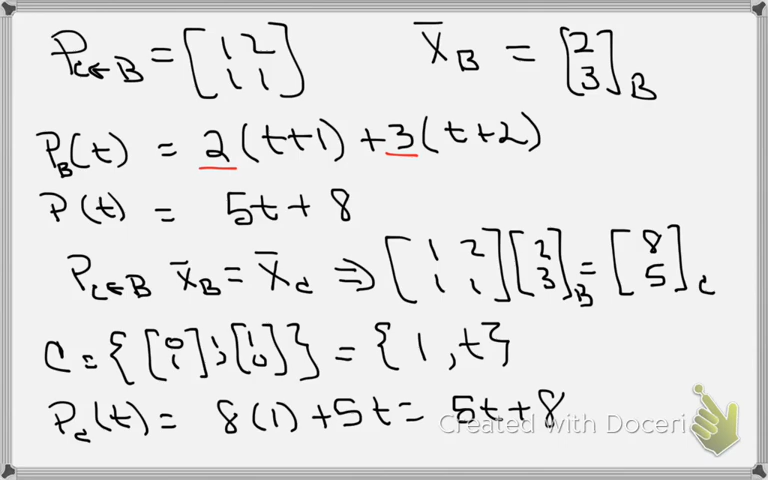 P_{C←B} = [1 2; 1 1]    x̄_B = [2; 3]_B
P_B(t) = 2(t+1) + 3(t+2)
P(t) = 5t + 8
P_{C←B} x̄_B = x̄_C ⇒ [1 2; 1 1][2; 3]_B = [8; 5]_C
C = {[0; 1], [1; 0]} = {1, t}
P_C(t) = 8(1) + 5t = 5t + 8
Created with Doceri